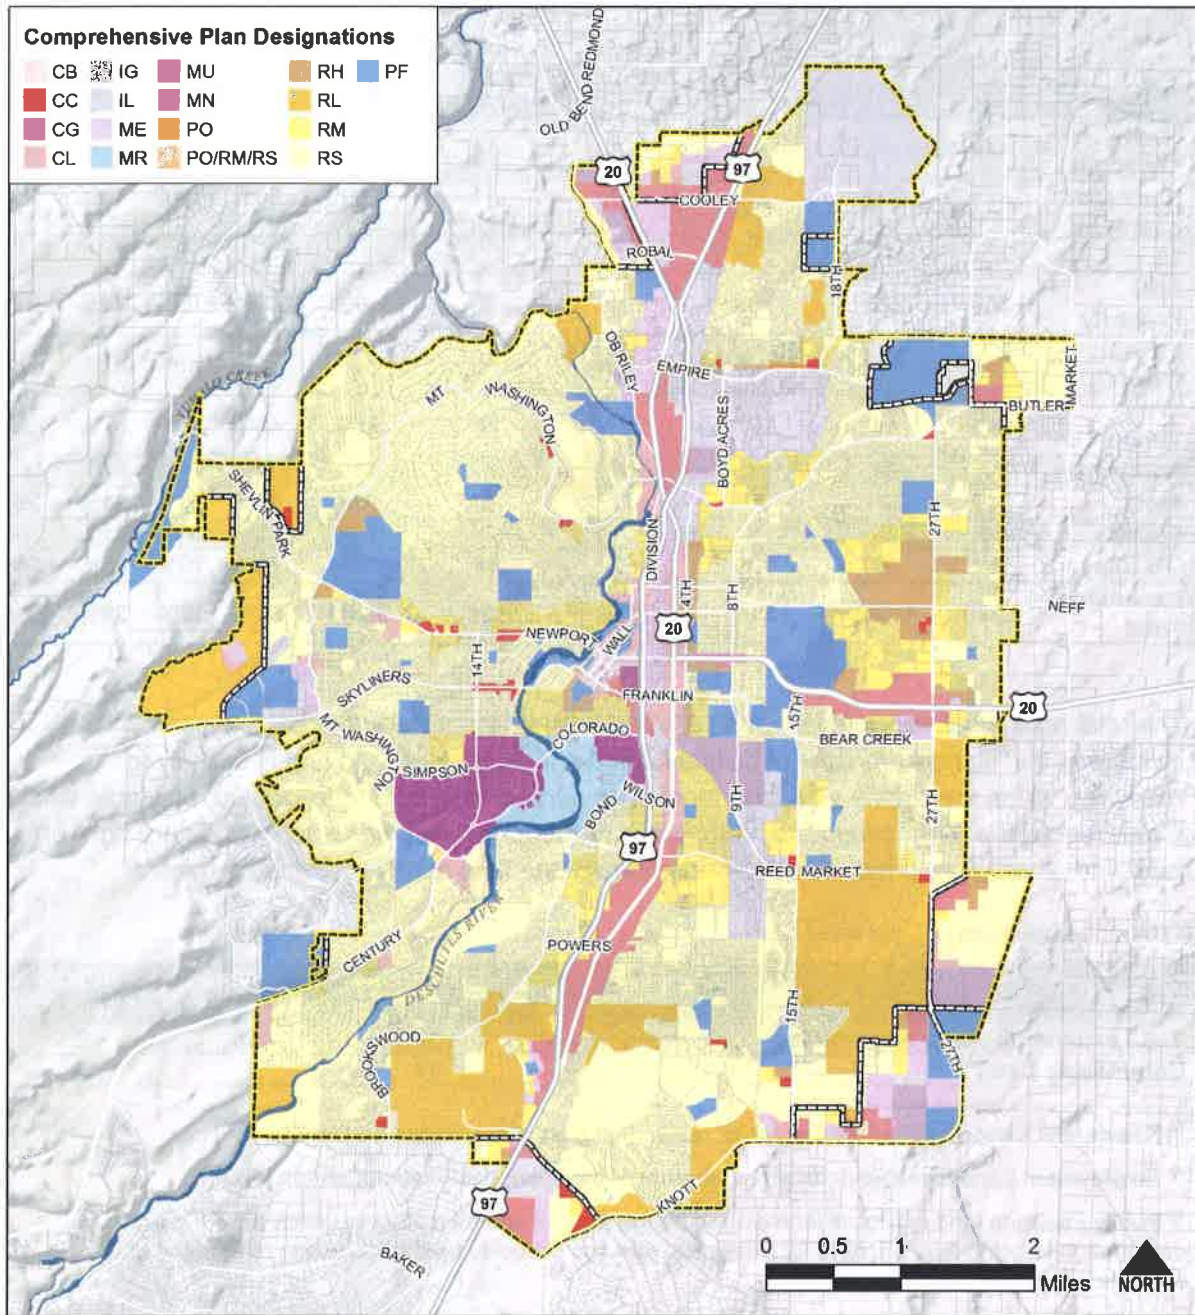 Comprehensive Plan Designations
CB IG MU RH PF
CC IL MN RL
CG ME PO RM
CL MR PO/RM/RS RS
OLD BEND REDMOND
20
97
COOLEY
ROBAL
18TH
OB RILEY
EMPIRE
MARKET
BUTLER
MT
WASHINGTON
BOYD ACRES
27TH
SHEVLIN PARK
DIVISION
4TH
8TH
NEFF
20
NEWPORT
WALL
14TH
SKYLINERS
FRANKLIN
15TH
20
MT WASHINGTON
COLORADO
BEAR CREEK
SIMPSON
BOND
WILSON
9TH
27TH
97
REED MARKET
CENTURY
DESCHUTES RIVER
POWERS
15TH
BROOKSWOOD
27TH
97
KNOTT
BAKER
0 0.5 1 2
Miles
NORTH